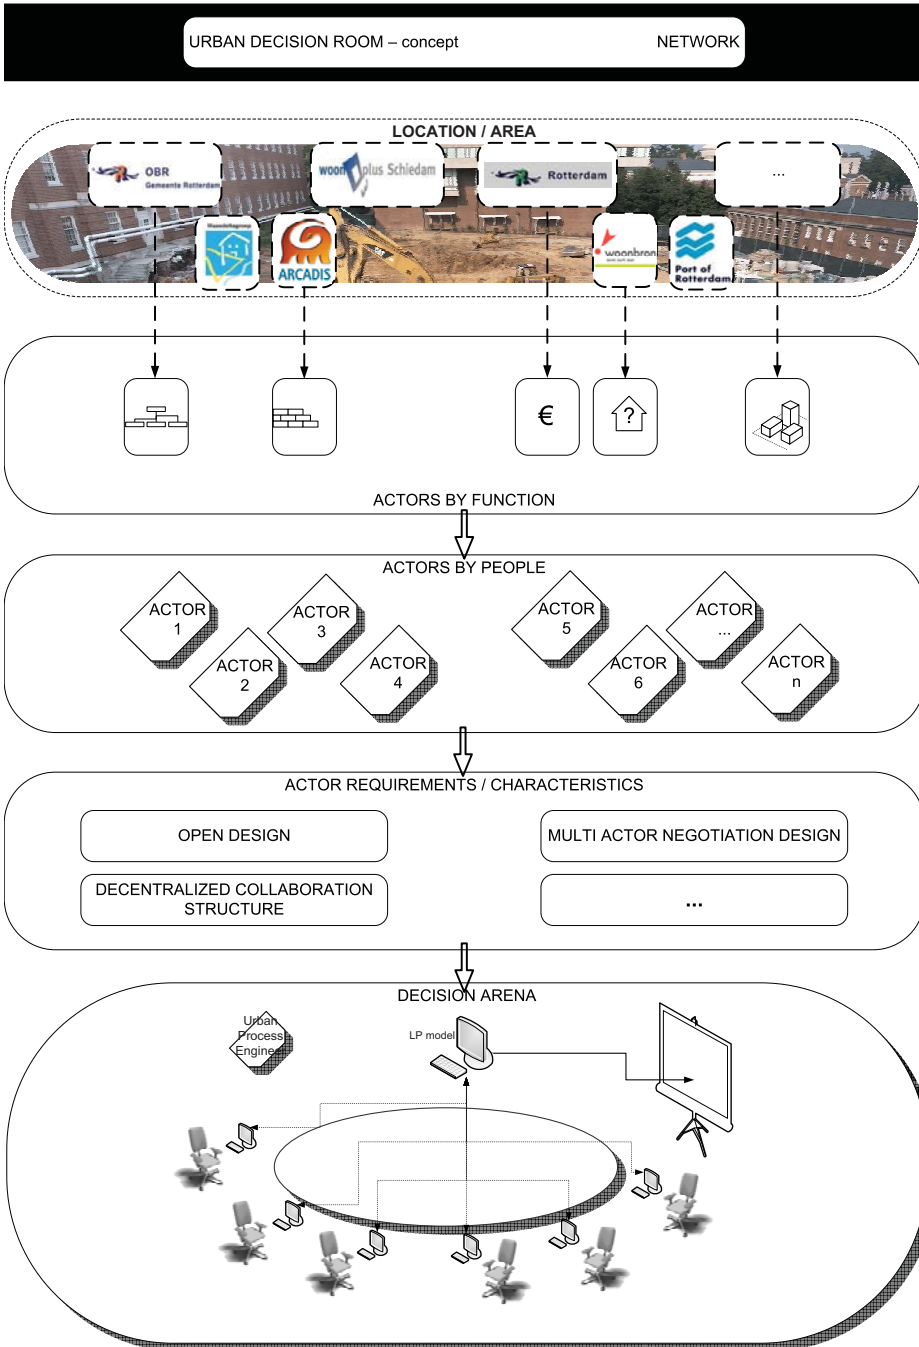 URBAN DECISION ROOM – concept NETWORK
LOCATION / AREA
OBR
Gemeente Rotterdam
woon plus Schiedam
Rotterdam
...
ARCADIS
woonbron
Port of
Rotterdam
€
?
ACTORS BY FUNCTION
ACTORS BY PEOPLE
ACTOR
1
ACTOR
2
ACTOR
3
ACTOR
4
ACTOR
5
ACTOR
6
ACTOR
...
ACTOR
n
ACTOR REQUIREMENTS / CHARACTERISTICS
OPEN DESIGN
MULTI ACTOR NEGOTIATION DESIGN
DECENTRALIZED COLLABORATION
STRUCTURE
...
DECISION ARENA
Urban
Process
Engineer
LP model